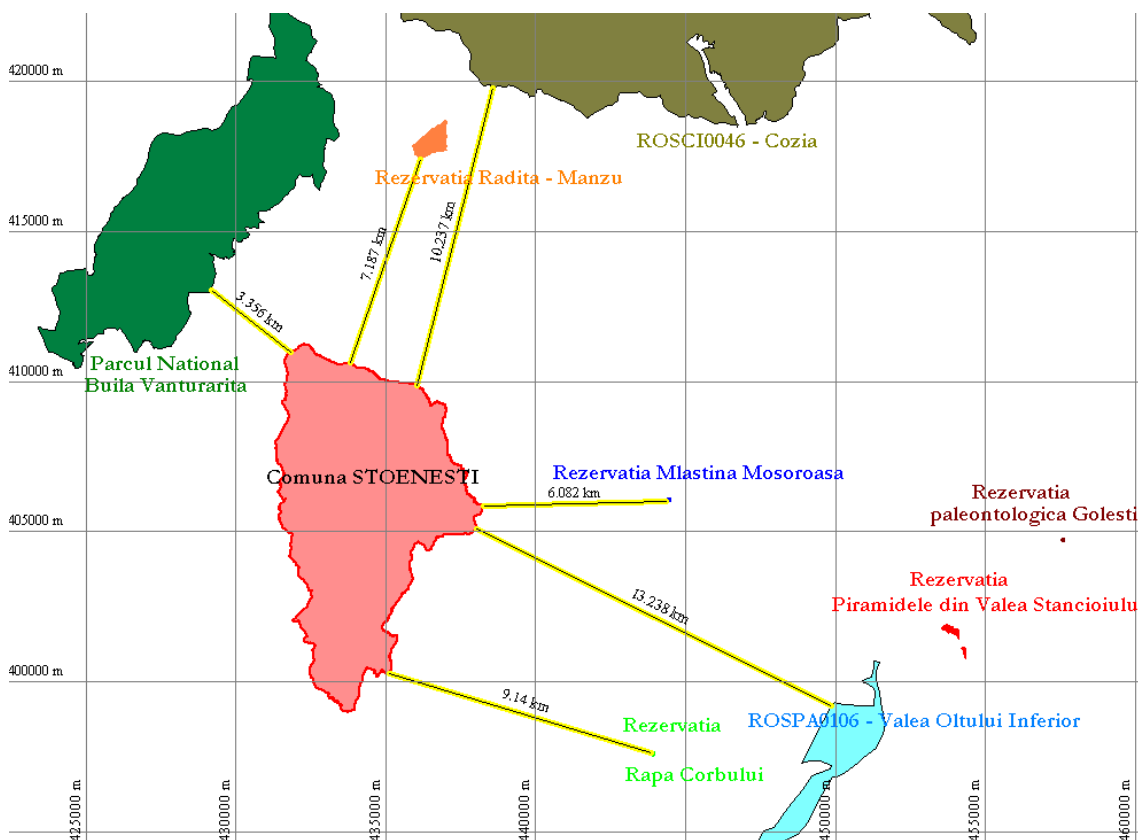 420000 m
ROSCI0046 - Cozia
Rezervatia Radita - Manzu
415000 m
7.187 km
10.237 km
3.356 km
Parcul National
Buila Vanturarita
410000 m
Comuna STOENESTI
Rezervatia Mlastina Mosoroasa
6.082 km
Rezervatia
paleontologica Golesti
405000 m
Rezervatia
Piramidele din Valea Stancioiulu
13.238 km
400000 m
9.14 km
Rezervatia
ROSPA0106 - Valea Oltului Inferior
Rapa Corbului
425000 m
430000 m
435000 m
440000 m
450000 m
455000 m
460000 m